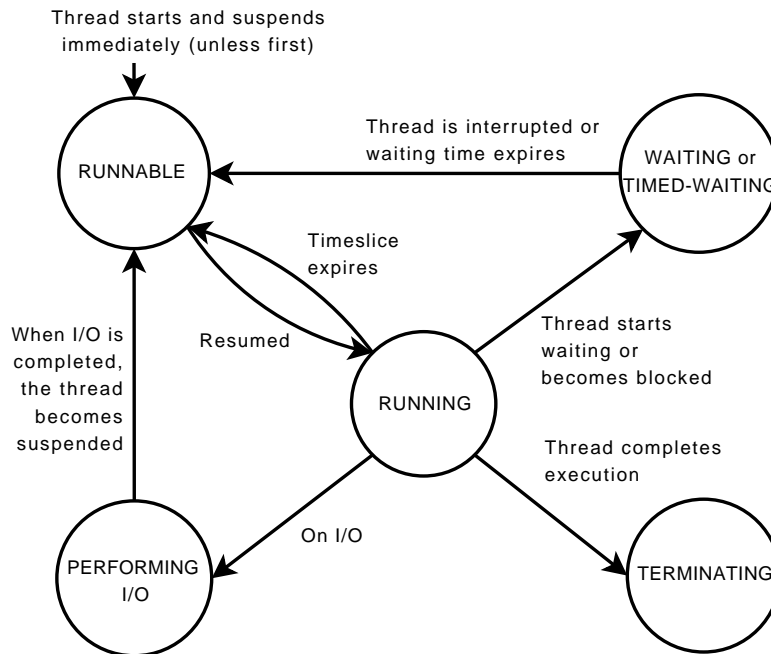 Thread starts and suspends
immediately (unless first)
RUNNABLE
Thread is interrupted or
waiting time expires
WAITING or
TIMED-WAITING
Timeslice
expires
Resumed
When I/O is
completed,
the thread
becomes
suspended
RUNNING
Thread starts
waiting or
becomes blocked
Thread completes
execution
On I/O
PERFORMING
I/O
TERMINATING